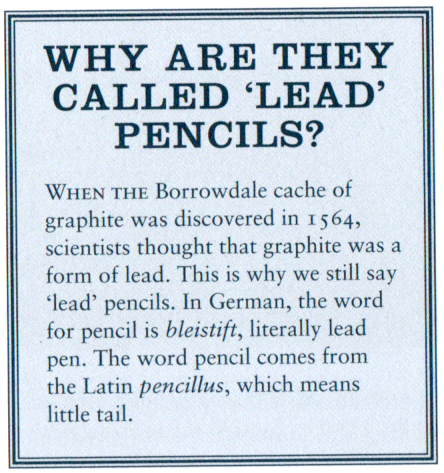 WHY ARE THEY
CALLED ‘LEAD’
PENCILS?
WHEN THE Borrowdale cache of
graphite was discovered in 1564,
scientists thought that graphite was a
form of lead. This is why we still say
‘lead’ pencils. In German, the word
for pencil is bleistift, literally lead
pen. The word pencil comes from
the Latin pencillus, which means
little tail.